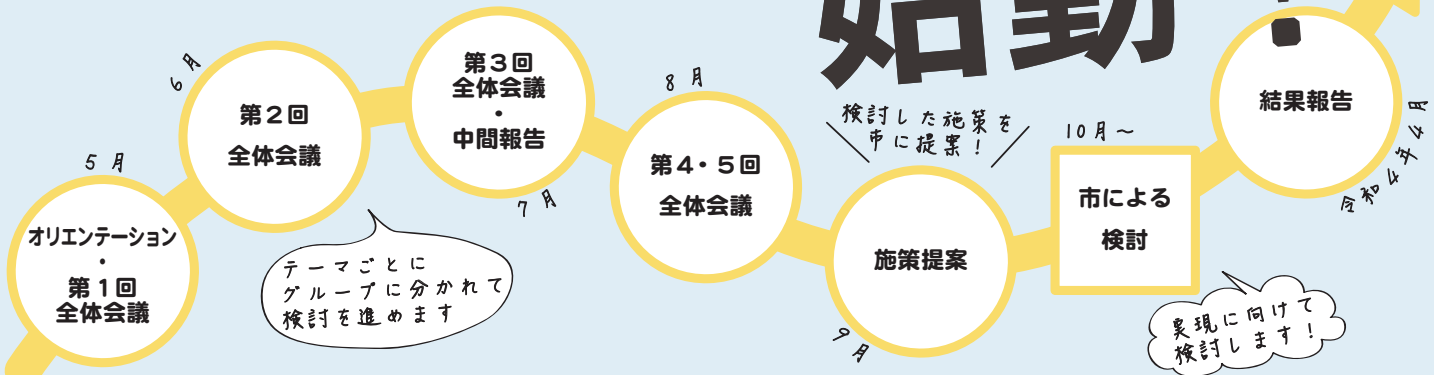 始動！
5月
オリエンテーション
・
第1回
全体会議
6月
第2回
全体会議
テーマごとに
グループに分かれて
検討を進めます
第3回
全体会議
・
中間報告
7月
8月
第4・5回
全体会議
検討した施策を
市に提案！
施策提案
9月
10月～
市による
検討
実現に向けて
検討します！
結果報告
令和4年4月